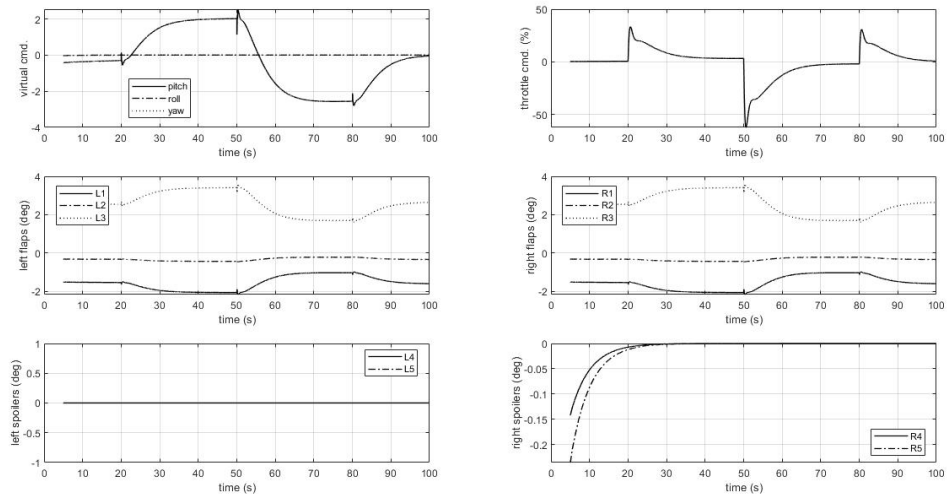 virtual cmd.
2
0
-2
-4
pitch
roll
yaw
0 10 20 30 40 50 60 70 80 90 100
time (s)
throttle cmd. (%)
50
0
-50
0 10 20 30 40 50 60 70 80 90 100
time (s)
left flaps (deg)
4
2
0
-2
L1
L2
L3
0 10 20 30 40 50 60 70 80 90 100
time (s)
right flaps (deg)
4
2
0
-2
R1
R2
R3
0 10 20 30 40 50 60 70 80 90 100
time (s)
left spoilers (deg)
1
0.5
0
-0.5
-1
L4
L5
0 10 20 30 40 50 60 70 80 90 100
time (s)
right spoilers (deg)
0
-0.05
-0.1
-0.15
-0.2
R4
R5
0 10 20 30 40 50 60 70 80 90 100
time (s)